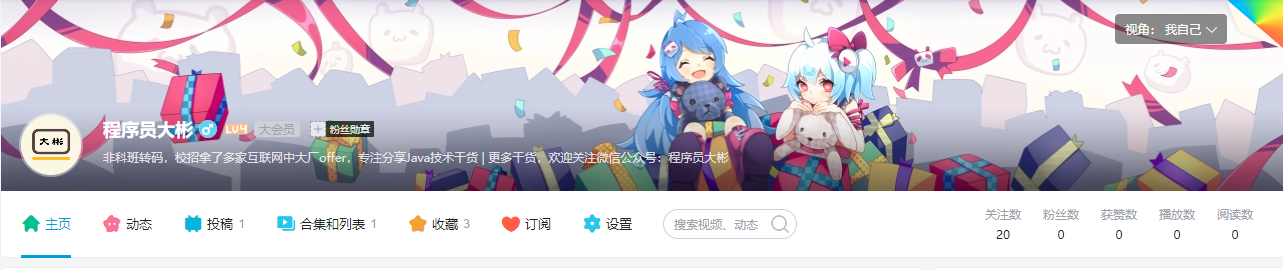 视角： 我自己
大彬
程序员大彬 LV4 大会员 粉丝勋章
非科班转码，校招拿了多家互联网中大厂offer，专注分享Java技术干货 | 更多干货，欢迎关注微信公众号：程序员大彬
主页 动态 投稿 1 合集和列表 1 收藏 3 订阅 设置 搜索视频、动态
关注数 粉丝数 获赞数 播放数 阅读数
20 0 0 0 0